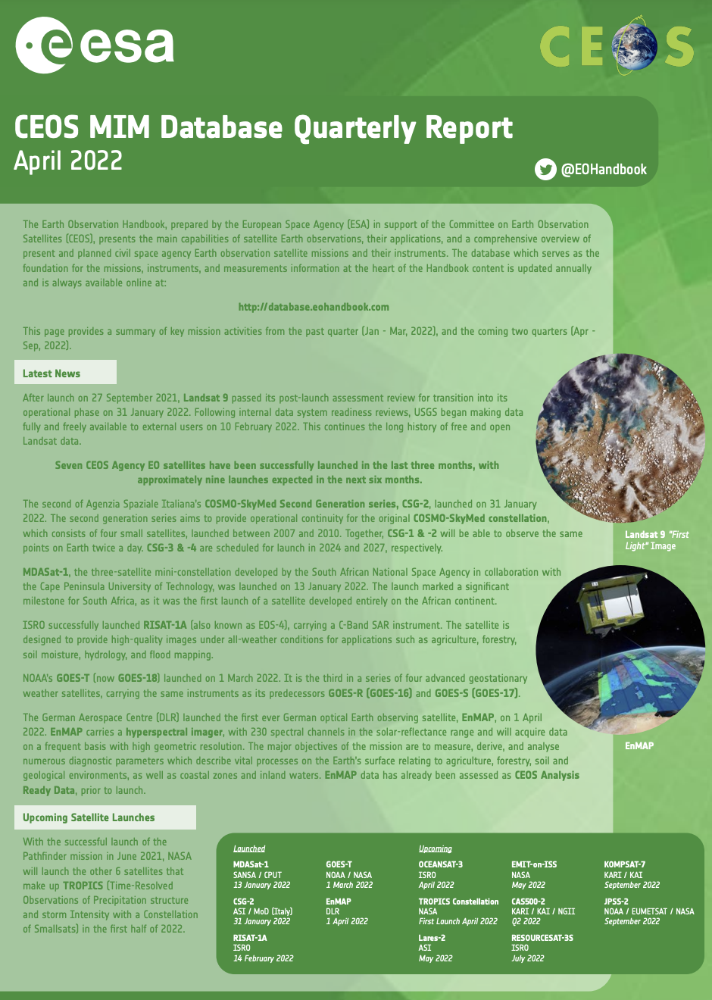 esa
CEOS
CEOS MIM Database Quarterly Report
April 2022
@EOHandbook
The Earth Observation Handbook, prepared by the European Space Agency (ESA) in support of the Committee on Earth Observation
Satellites (CEOS), presents the main capabilities of satellite Earth observations, their applications, and a comprehensive overview of
present and planned civil space agency Earth observation satellite missions and their instruments. The database which serves as the
foundation for the missions, instruments, and measurements information at the heart of the Handbook content is updated annually
and is always available online at:
http://database.eohandbook.com
This page provides a summary of key mission activities from the past quarter (Jan - Mar, 2022), and the coming two quarters (Apr -
Sep, 2022).
Latest News
After launch on 27 September 2021, Landsat 9 passed its post-launch assessment review for transition into its
operational phase on 31 January 2022. Following internal data system readiness reviews, USGS began making data
fully and freely available to external users on 10 February 2022. This continues the long history of free and open
Landsat data.
Seven CEOS Agency EO satellites have been successfully launched in the last three months, with
approximately nine launches expected in the next six months.
The second of Agenzia Spaziale Italiana's COSMO-SkyMed Second Generation series, CSG-2, launched on 31 January
2022. The second generation series aims to provide operational continuity for the original COSMO-SkyMed constellation,
which consists of four small satellites, launched between 2007 and 2010. Together, CSG-1 & -2 will be able to observe the same
points on Earth twice a day. CSG-3 & -4 are scheduled for launch in 2024 and 2027, respectively.
Landsat 9 "First
Light" Image
MDASat-1, the three-satellite mini-constellation developed by the South African National Space Agency in collaboration with
the Cape Peninsula University of Technology, was launched on 13 January 2022. The launch marked a significant
milestone for South Africa, as it was the first launch of a satellite developed entirely on the African continent.
ISRO successfully launched RISAT-1A (also known as EOS-4), carrying a C-Band SAR instrument. The satellite is
designed to provide high-quality images under all-weather conditions for applications such as agriculture, forestry,
soil moisture, hydrology, and flood mapping.
NOAA's GOES-T (now GOES-18) launched on 1 March 2022. It is the third in a series of four advanced geostationary
weather satellites, carrying the same instruments as its predecessors GOES-R (GOES-16) and GOES-S (GOES-17).
The German Aerospace Centre (DLR) launched the first ever German optical Earth observing satellite, EnMAP, on 1 April
2022. EnMAP carries a hyperspectral imager, with 230 spectral channels in the solar-reflectance range and will acquire data
on a frequent basis with high geometric resolution. The major objectives of the mission are to measure, derive, and analyse
numerous diagnostic parameters which describe vital processes on the Earth's surface relating to agriculture, forestry, soil and
geological environments, as well as coastal zones and inland waters. EnMAP data has already been assessed as CEOS Analysis
Ready Data, prior to launch.
EnMAP
Upcoming Satellite Launches
With the successful launch of the
Pathfinder mission in June 2021, NASA
will launch the other 6 satellites that
make up TROPICS (Time-Resolved
Observations of Precipitation structure
and storm Intensity with a Constellation
of Smallsats) in the first half of 2022.
Launched
MDASat-1
SANSA / CPUT
13 January 2022
CSG-2
ASI / MoD (Italy)
31 January 2022
RISAT-1A
ISRO
14 February 2022
GOES-T
NOAA / NASA
1 March 2022
EnMAP
DLR
1 April 2022
Upcoming
OCEANSAT-3
ISRO
April 2022
TROPICS Constellation
NASA
First Launch April 2022
Lares-2
ASI
May 2022
EMIT-on-ISS
NASA
May 2022
CAS500-2
KARI / KAI / NGII
Q2 2022
RESOURCESAT-3S
ISRO
July 2022
KOMPSAT-7
KARI / KAI
September 2022
JPSS-2
NOAA / EUMETSAT / NASA
September 2022